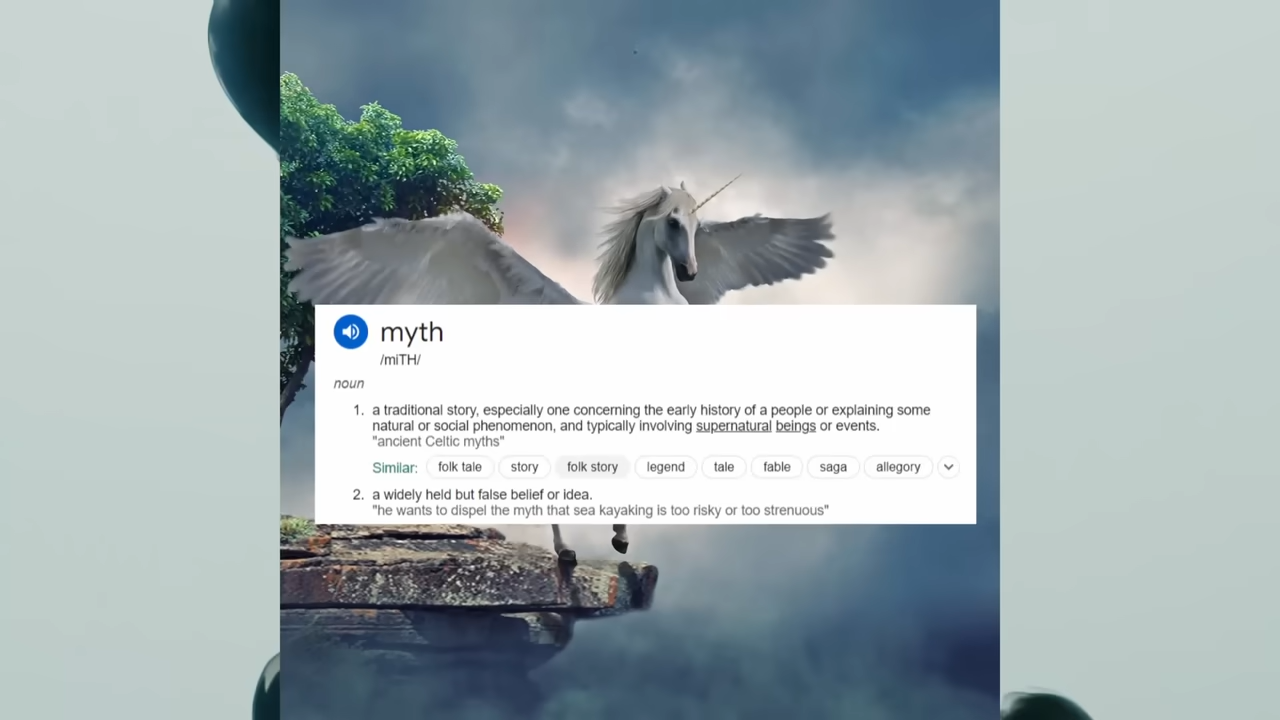 myth
/miTH/
noun
1. a traditional story, especially one concerning the early history of a people or explaining some
natural or social phenomenon, and typically involving supernatural beings or events.
"ancient Celtic myths"
Similar: folk tale story folk story legend tale fable saga allegory
2. a widely held but false belief or idea.
"he wants to dispel the myth that sea kayaking is too risky or too strenuous"